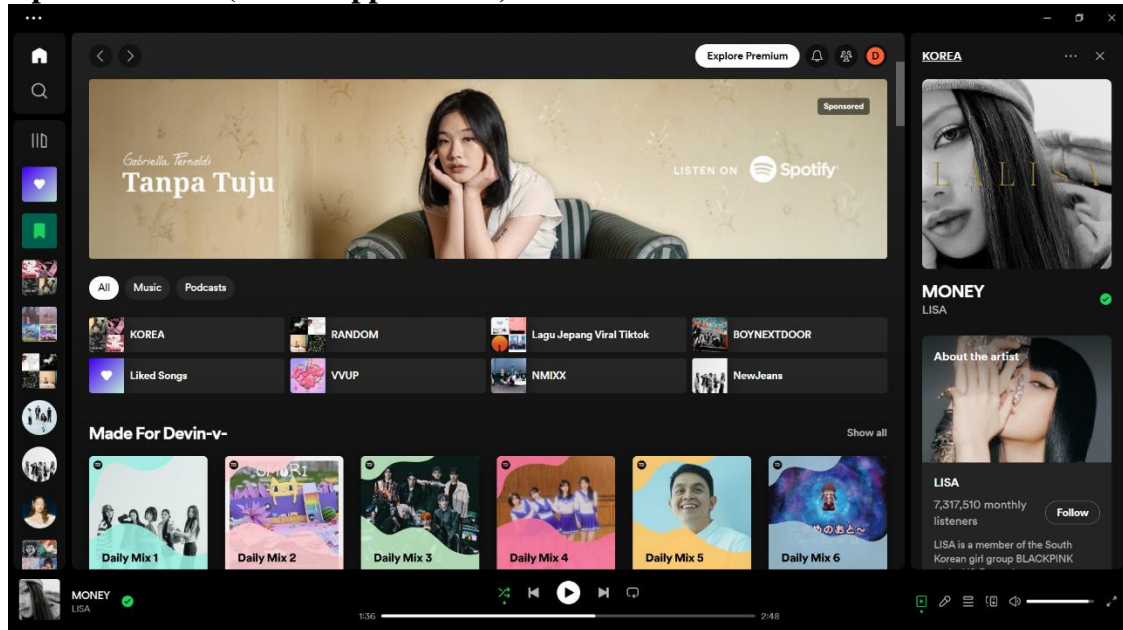 Explore Premium
D
Sponsored
Gabriella Fernaldi
Tanpa Tuju
LISTEN ON Spotify
All
Music
Podcasts
KOREA
RANDOM
Lagu Jepang Viral Tiktok
BOYNEXTDOOR
Liked Songs
VVUP
NMIXX
NewJeans
Made For Devin-v-
Show all
Daily Mix 1
Daily Mix 2
Daily Mix 3
Daily Mix 4
Daily Mix 5
Daily Mix 6
KOREA
LALISA
MONEY
LISA
About the artist
LISA
7,317,510 monthly
listeners
Follow
LISA is a member of the South
Korean girl group BLACKPINK
MONEY
LISA
1:36
2:48